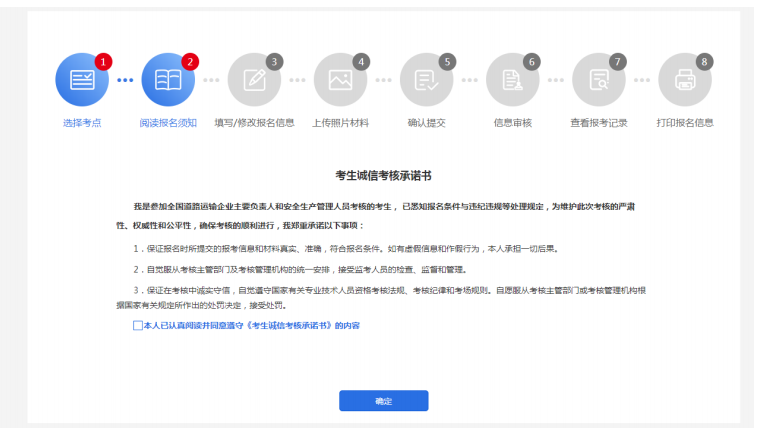 1 2 3 4 5 6 7 8
选择考点 阅读报名须知 填写/修改报名信息 上传照片材料 确认提交 信息审核 查看报考记录 打印报名信息
考生诚信考核承诺书
我是参加全国道路运输企业主要负责人和安全生产管理人员考核的考生，已悉知报名条件与违纪违规等处理规定，为维护此次考核的严肃
性、权威性和公平性，确保考核的顺利进行，我郑重承诺以下事项：
1．保证报名时所提交的报考信息和材料真实、准确，符合报名条件。如有虚假信息和作假行为，本人承担一切后果。
2．自觉服从考核主管部门及考核管理机构的统一安排，接受监考人员的检查、监督和管理。
3．保证在考核中诚实守信，自觉遵守国家有关专业技术人员资格考核法规、考核纪律和考场规则。自愿服从考核主管部门或考核管理机构根
据国家有关规定所作出的处罚决定，接受处罚。
本人已认真阅读并同意遵守《考生诚信考核承诺书》的内容
确定